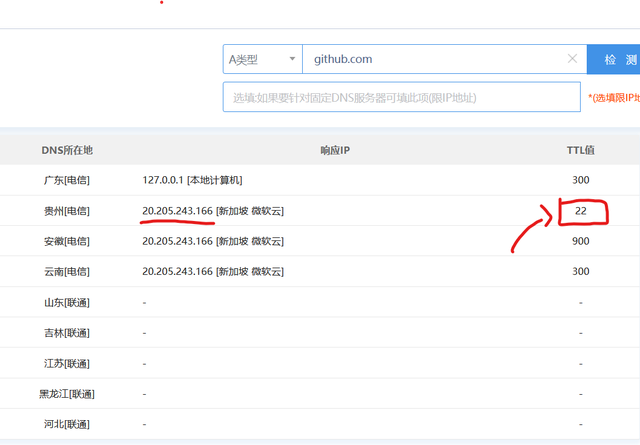 A类型 github.com 检 测
选填:如果要针对固定DNS服务器可填此项(限IP地址) *(选填限IP地
DNS所在地 响应IP TTL值
广东[电信] 127.0.0.1 [本地计算机] 300
贵州[电信] 20.205.243.166 [新加坡 微软云] 22
安徽[电信] 20.205.243.166 [新加坡 微软云] 900
云南[电信] 20.205.243.166 [新加坡 微软云] 300
山东[联通] - -
吉林[联通] - -
江苏[联通] - -
黑龙江[联通] - -
河北[联通] - -